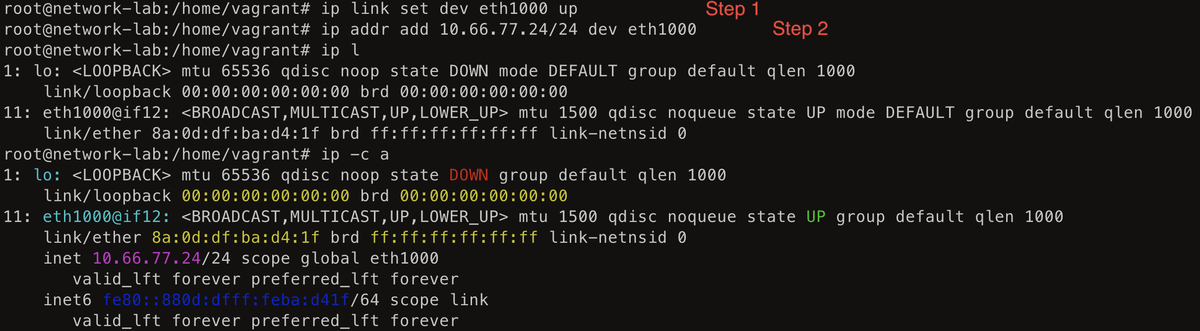 root@network-lab:/home/vagrant# ip link set dev eth1000 up Step 1
root@network-lab:/home/vagrant# ip addr add 10.66.77.24/24 dev eth1000 Step 2
root@network-lab:/home/vagrant# ip l
1: lo: <LOOPBACK> mtu 65536 qdisc noop state DOWN mode DEFAULT group default qlen 1000
    link/loopback 00:00:00:00:00:00 brd 00:00:00:00:00:00
11: eth1000@if12: <BROADCAST,MULTICAST,UP,LOWER_UP> mtu 1500 qdisc noqueue state UP mode DEFAULT group default qlen 1000
    link/ether 8a:0d:df:ba:d4:1f brd ff:ff:ff:ff:ff:ff link-netnsid 0
root@network-lab:/home/vagrant# ip -c a
1: lo: <LOOPBACK> mtu 65536 qdisc noop state DOWN group default qlen 1000
    link/loopback 00:00:00:00:00:00 brd 00:00:00:00:00:00
11: eth1000@if12: <BROADCAST,MULTICAST,UP,LOWER_UP> mtu 1500 qdisc noqueue state UP group default qlen 1000
    link/ether 8a:0d:df:ba:d4:1f brd ff:ff:ff:ff:ff:ff link-netnsid 0
    inet 10.66.77.24/24 scope global eth1000
       valid_lft forever preferred_lft forever
    inet6 fe80::880d:dfff:feba:d41f/64 scope link
       valid_lft forever preferred_lft forever